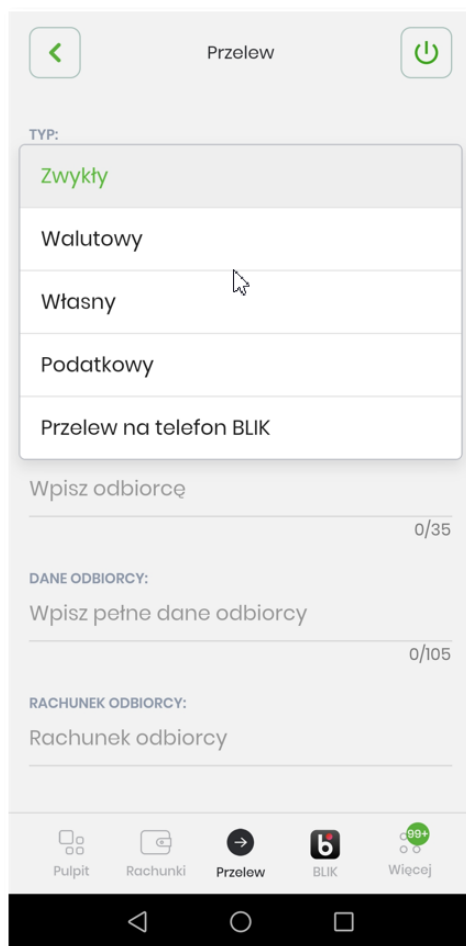 Przelew
TYP:
Zwykły
Walutowy
Własny
Podatkowy
Przelew na telefon BLIK
Wpisz odbiorcę
0/35
DANE ODBIORCY:
Wpisz pełne dane odbiorcy
0/105
RACHUNEK ODBIORCY:
Rachunek odbiorcy
99+
Pulpit Rachunki Przelew BLIK Więcej